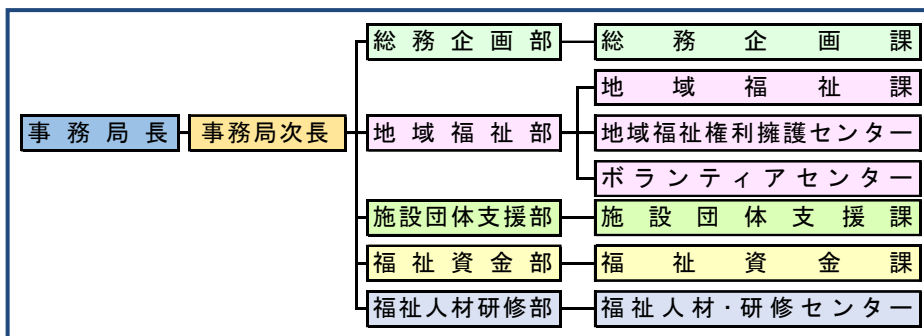 総務企画部
総務企画課
地域福祉課
事務局長
事務局次長
地域福祉部
地域福祉権利擁護センター
ボランティアセンター
施設団体支援部
施設団体支援課
福祉資金部
福祉資金課
福祉人材研修部
福祉人材・研修センター